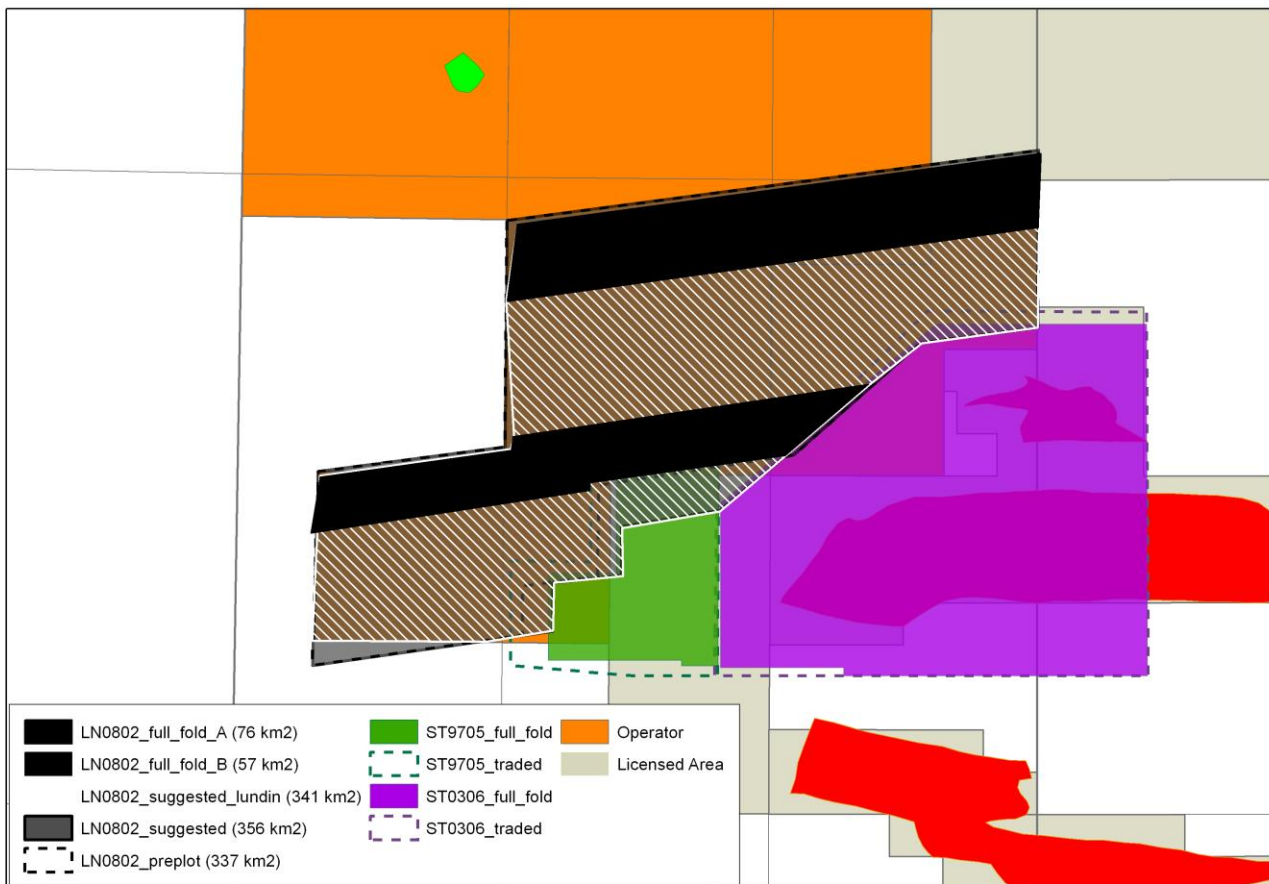 LN0802_full_fold_A (76 km2)
LN0802_full_fold_B (57 km2)
LN0802_suggested_lundin (341 km2)
LN0802_suggested (356 km2)
LN0802_preplot (337 km2)
ST9705_full_fold
ST9705_traded
ST0306_full_fold
ST0306_traded
Operator
Licensed Area